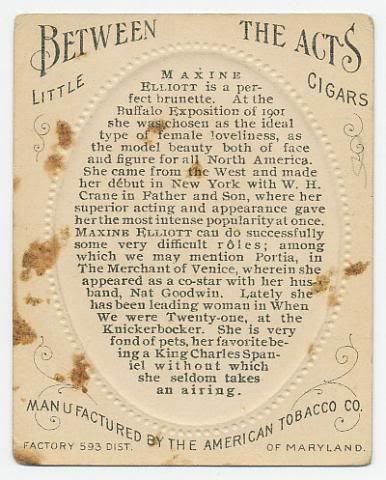 BETWEEN THE ACTS
LITTLE CIGARS
MAXINE
ELLIOTT is a per-
fect brunette. At the
Buffalo Exposition of 1901
she was chosen as the ideal
type of female loveliness, as
the model beauty both of face
and figure for all North America.
She came from the West and made
her début in New York with W. H.
Crane in Father and Son, where her
superior acting and appearance gave
her the most intense popularity at once.
MAXINE ELLIOTT can do successfully
some very difficult rôles; among
which we may mention Portia, in
The Merchant of Venice, wherein she
appeared as a co-star with her hus-
band, Nat Goodwin. Lately she
has been leading woman in When
We were Twenty-one, at the
Knickerbocker. She is very
fond of pets, her favorite be-
ing a King Charles Span-
iel without which
she seldom takes
an airing.
MANUFACTURED BY THE AMERICAN TOBACCO CO.
FACTORY 593 DIST. OF MARYLAND.